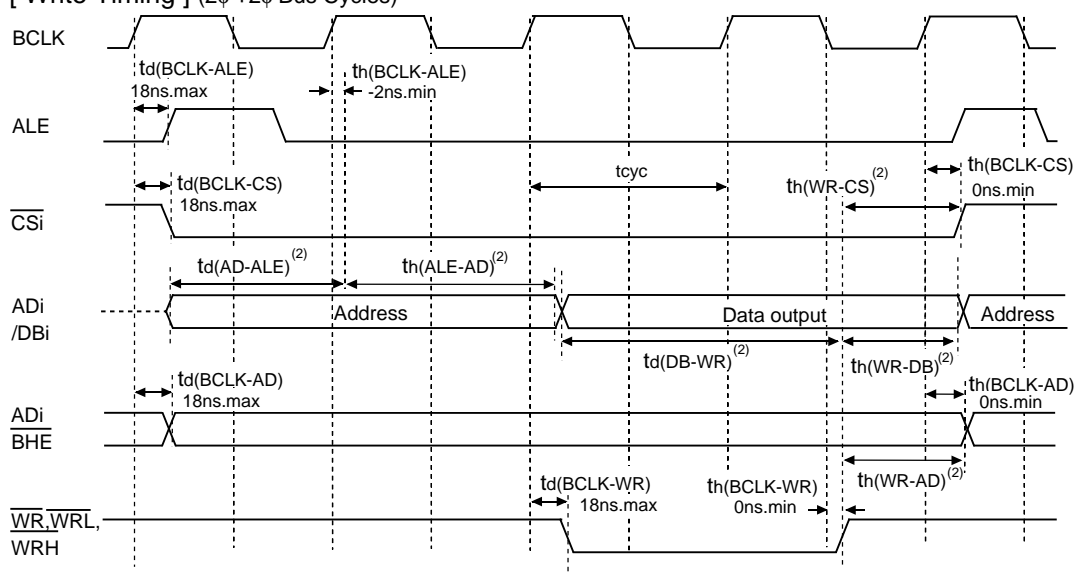 [ Write Timing ] (2φ +2φ Bus Cycles)
BCLK
td(BCLK-ALE)
18ns.max
th(BCLK-ALE)
-2ns.min
ALE
td(BCLK-CS)
18ns.max
tcyc
th(WR-CS)(2)
th(BCLK-CS)
0ns.min
CSi
td(AD-ALE)(2)
th(ALE-AD)(2)
ADi
/DBi
Address
Data output
Address
td(DB-WR)(2)
th(WR-DB)(2)
td(BCLK-AD)
18ns.max
th(BCLK-AD)
0ns.min
ADi
BHE
th(WR-AD)(2)
td(BCLK-WR)
18ns.max
th(BCLK-WR)
0ns.min
WR,WRL,
WRH